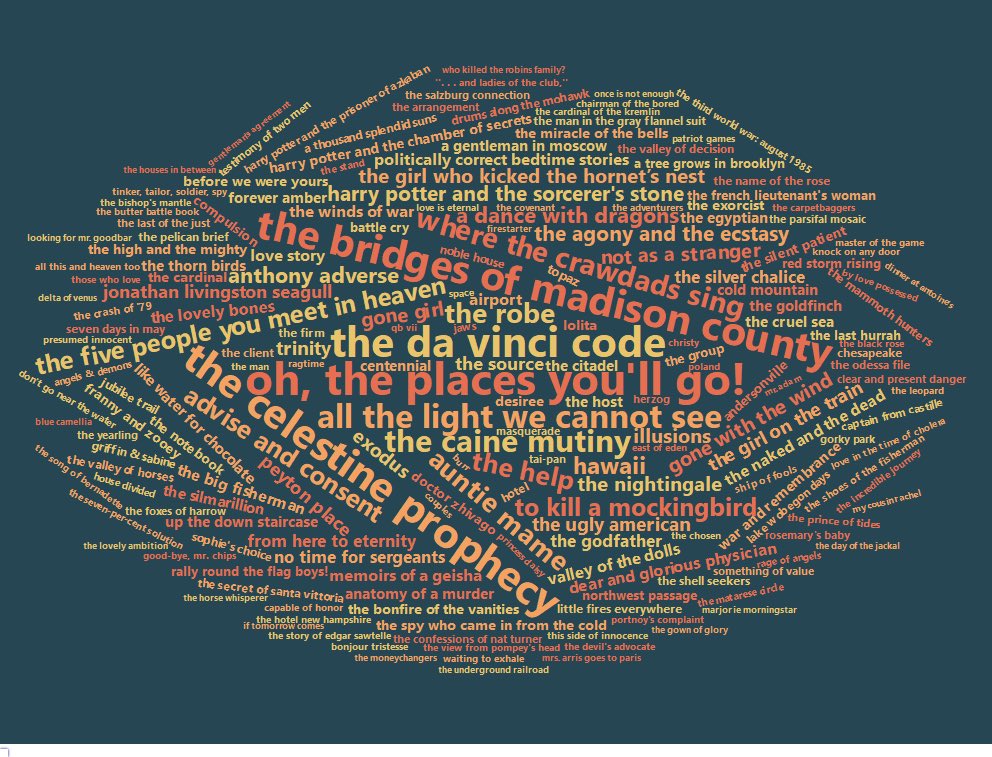 who killed the robins family?
harry potter and the prisoner of azkaban
". . . and ladies of the club,"
the salzburg connection
once is not enough
the third world war: august 1985
gentleman's agreement
testimony of two men
the arrangement
drums along the mohawk
chairman of the bored
the cardinal of the kremlin
a thousand splendid suns
harry potter and the chamber of secrets
the man in the gray flannel suit
the miracle of the bells
patriot games
a gentleman in moscow
the valley of decision
the houses in between
the stand
politically correct bedtime stories
a tree grows in brooklyn
before we were yours
the girl who kicked the hornet's nest
the name of the rose
tinker, tailor, soldier, spy
forever amber
harry potter and the sorcerer's stone
the french lieutenant's woman
the bishop's mantle
compulsion
the winds of war
love is eternal
the covenant
the adventurers
the exorcist
the carpetbaggers
the butter battle book
where the crawdads sing
a dance with dragons
the egyptian
the parsifal mosaic
the last of the just
the bridges of madison county
battle cry
firestarter
the agony and the ecstasy
looking for mr. goodbar
the pelican brief
the silent patient
master of the game
the high and the mighty
love story
noble house
not as a stranger
knock on any door
all this and heaven too
the thorn birds
topaz
red storm rising
dinner at antoine's
those who love
the cardinal
anthony adverse
the silver chalice
by love possessed
the mammoth hunters
delta of venus
jonathan livingston seagull
space
airport
cold mountain
the crash of '79
the lovely bones
gone girl
the robe
the goldfinch
seven days in may
the five people you meet in heaven
qb vii
jaws
lolita
the cruel sea
presumed innocent
the firm
the da vinci code
christy
the last hurrah
the black rose
the client
trinity
the group
chesapeake
the man
ragtime
centennial
the source
the citadel
poland
the odessa file
angels & demons
the celestine prophecy
oh, the places you'll go!
mr. adam
clear and present danger
don't go near the water
jubilee trail
like water for chocolate
advise and consent
desiree
the host
herzog
andersonville
gone with the wind
the girl on the train
the leopard
franny and zooey
the notebook
all the light we cannot see
the naked and the dead
captain from castille
blue camellia
the yearling
exodus
the caine mutiny
masquerade
illusions
gorky park
griffin & sabine
east of eden
love in the time of cholera
the song of bernadette
the valley of horses
the big fisherman
peyton place
auntie mame
burr
the help
tai-pan
hawaii
ship of fools
war and remembrance
lake wobegon days
the shoes of the fisherman
house divided
doctor zhivago
hotel
the nightingale
the incredible journey
the seven-per-cent solution
the silmarillion
couples
to kill a mockingbird
my cousin rachel
the foxes of harrow
up the down staircase
the ugly american
the prince of tides
sophie's choice
from here to eternity
princess daisy
the godfather
the chosen
rosemary's baby
the lovely ambition
good-bye, mr. chips
no time for sergeants
valley of the dolls
dear and glorious physician
rage of angels
the day of the jackal
rally round the flag boys!
memoirs of a geisha
something of value
the secret of santa vittoria
anatomy of a murder
northwest passage
the matarese circle
the shell seekers
the horse whisperer
capable of honor
the bonfire of the vanities
little fires everywhere
marjorie morningstar
the hotel new hampshire
portnoy's complaint
if tomorrow comes
the spy who came in from the cold
the gown of glory
the story of edgar sawtelle
the confessions of nat turner
this side of innocence
bonjour tristesse
the view from pompey's head
the devil's advocate
the moneychangers
waiting to exhale
mrs. arris goes to paris
the underground railroad